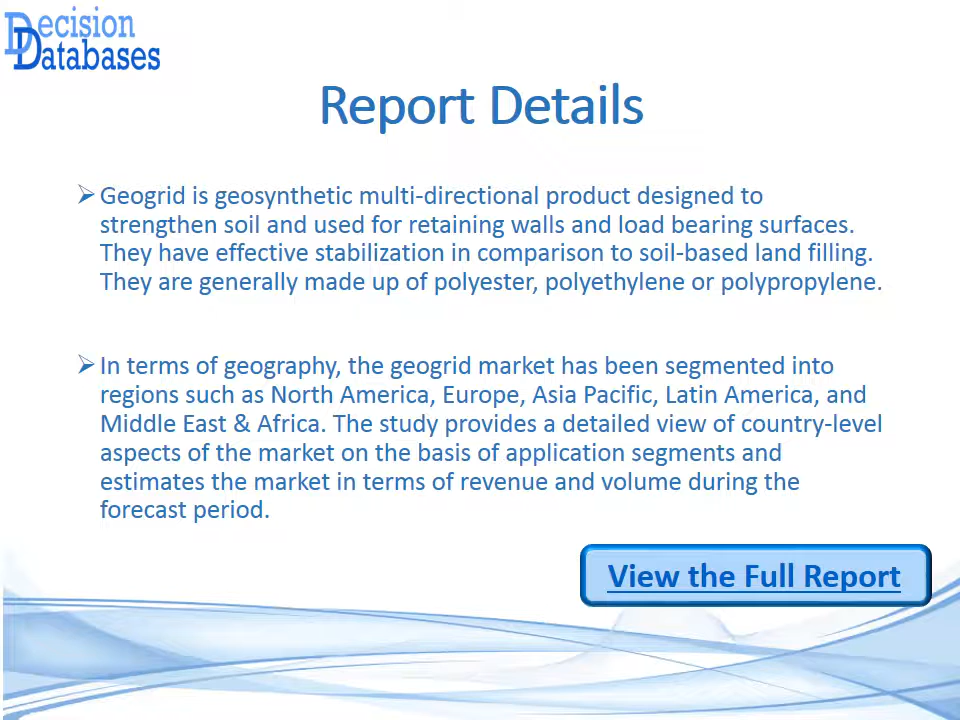 Decision
Databases
Report Details
Geogrid is geosynthetic multi-directional product designed to
strengthen soil and used for retaining walls and load bearing surfaces.
They have effective stabilization in comparison to soil-based land filling.
They are generally made up of polyester, polyethylene or polypropylene.
In terms of geography, the geogrid market has been segmented into
regions such as North America, Europe, Asia Pacific, Latin America, and
Middle East & Africa. The study provides a detailed view of country-level
aspects of the market on the basis of application segments and
estimates the market in terms of revenue and volume during the
forecast period.
View the Full Report